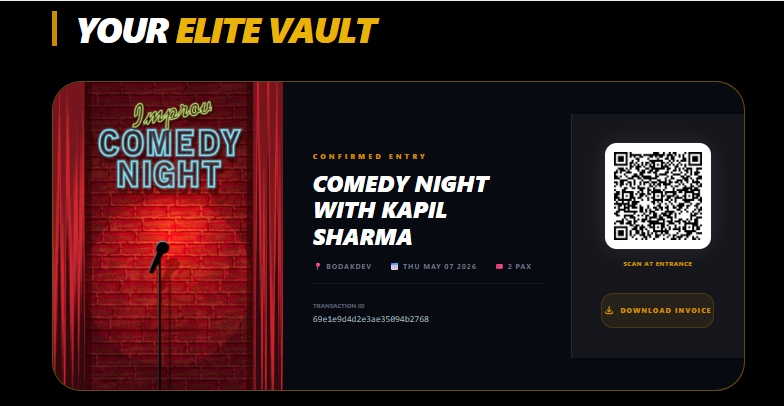 YOUR ELITE VAULT
Improv
COMEDY
NIGHT
CONFIRMED ENTRY
COMEDY NIGHT
WITH KAPIL
SHARMA
BODAKDEV THU MAY 07 2026 2 PAX
TRANSACTION ID
69e1e9d4d2e3ae35094b2768
SCAN AT ENTRANCE
DOWNLOAD INVOICE